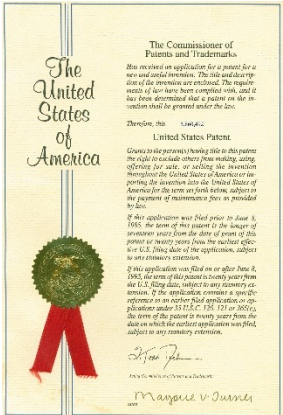 The
United
States
of
America
The Commissioner of
Patents and Trademarks
Has received an application for a patent for a
new and useful invention. The title and descrip-
tion of the invention are enclosed. The require-
ments of law have been complied with, and it
has been determined that a patent on the in-
vention shall be granted under the law.
Therefore, this
United States Patent
Grants to the person(s) having title to this patent
the right to exclude others from making, using,
offering for sale, or selling the invention
throughout the United States of America or im-
porting the invention into the United States of
America for the term set forth below, subject to
the payment of maintenance fees as provided
by law.
If this application was filed prior to June 8,
1995, the term of this patent is the longer of
seventeen years from the date of grant of this
patent or twenty years from the earliest effec-
tive U.S. filing date of the application, subject
to any statutory extension.
If this application was filed on or after June 8,
1995, the term of this patent is twenty years from
the U.S. filing date, subject to any statutory ex-
tension. If the application contains a specific
reference to an earlier filed application or ap-
plications under 35 U.S.C. 120, 121 or 365(c),
the term of the patent is twenty years from the
date on which the earliest application was filed,
subject to any statutory extension.
Acting Commissioner of Patents and Trademarks
Marjorie V. Turner